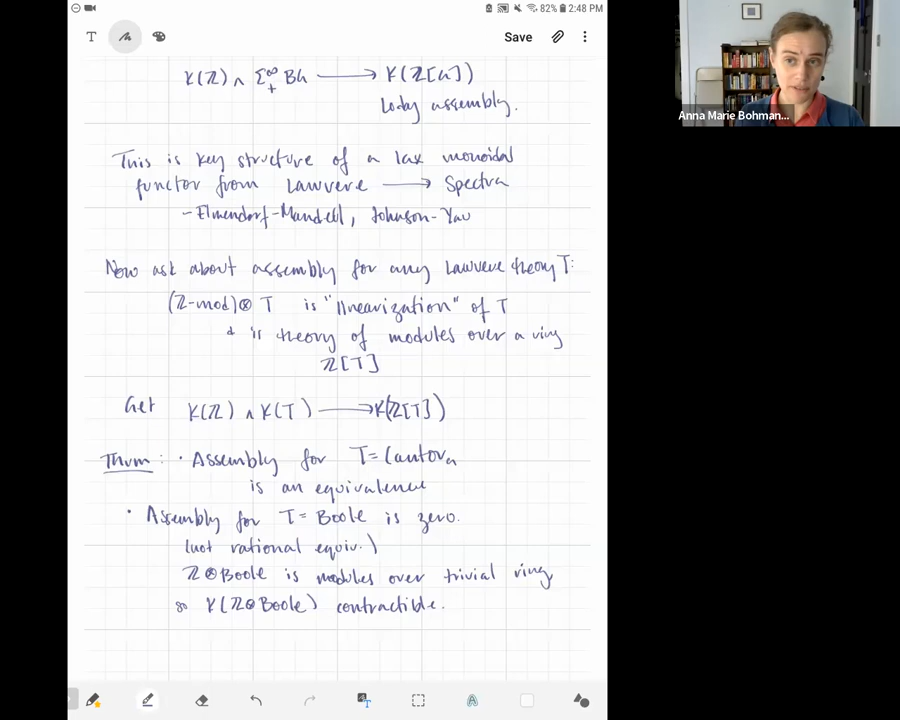 82% 2:48 PM
T Save
K(ℤ) ∧ Σ^∞_+ BG ⟶ K(ℤ[G])
Loday assembly.
This is key structure of a lax monoidal
functor from Lawvere ⟶ Spectra
- Elmendorf-Mandell, Johnson-Yau
Now ask about assembly for any Lawvere theory T:
(ℤ-mod)⊗ T is "linearization" of T
+ is theory of modules over a ring
ℤ[T]
Get K(ℤ) ∧ K(T) ⟶ K(ℤ[T])
Thm: · Assembly for T = Cantor_a
is an equivalence
· Assembly for T = Boole is zero.
(not rational equiv.)
ℤ⊗Boole is modules over trivial ring
so K(ℤ⊗Boole) contractible.
Anna Marie Bohman...